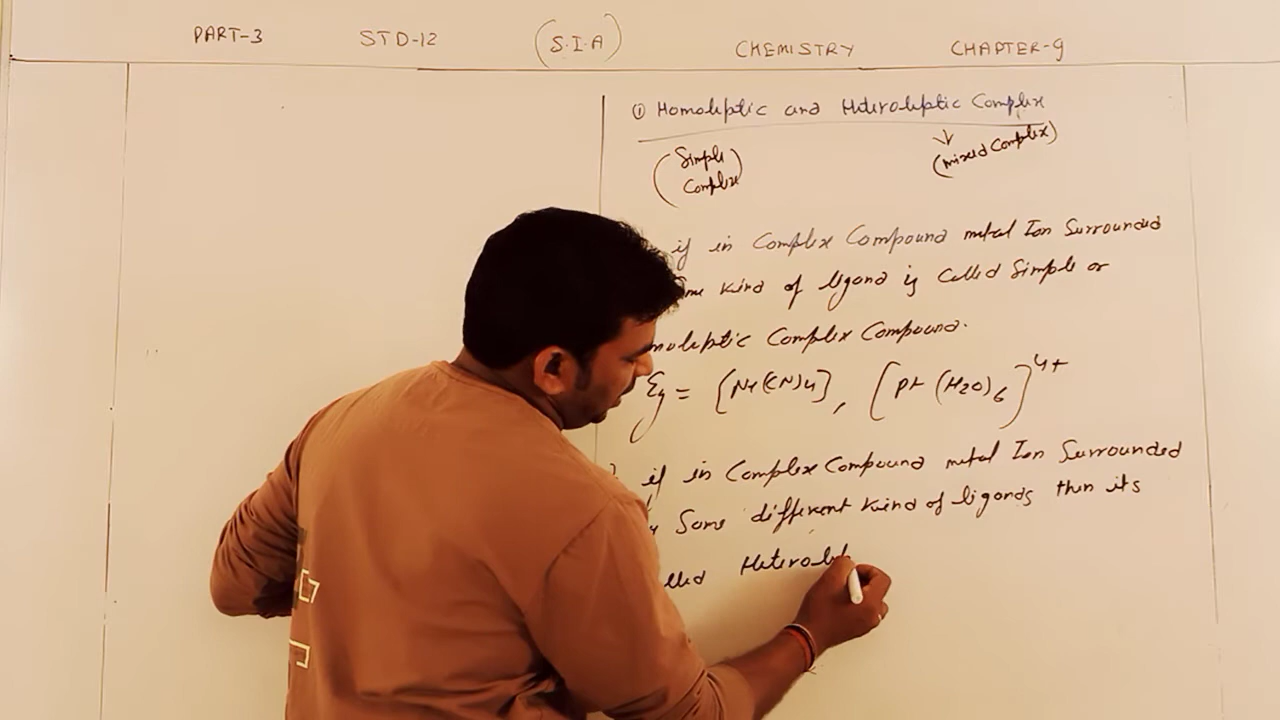 PART-3 STD-12 (S.I.A) CHEMISTRY CHAPTER-9
① Homoleptic and Heteroleptic Complex
(Simple Complex)
(mixed Complex)
if in Complex Compound metal Ion Surrounded
kind of ligand is Called Simple or
moleptic Complex Compound.
Eg = [Ni(CN)4], [Pt (H2O)6]4+
if in Complex Compound metal Ion Surrounded
Some different kind of ligands then its
lled Heterole